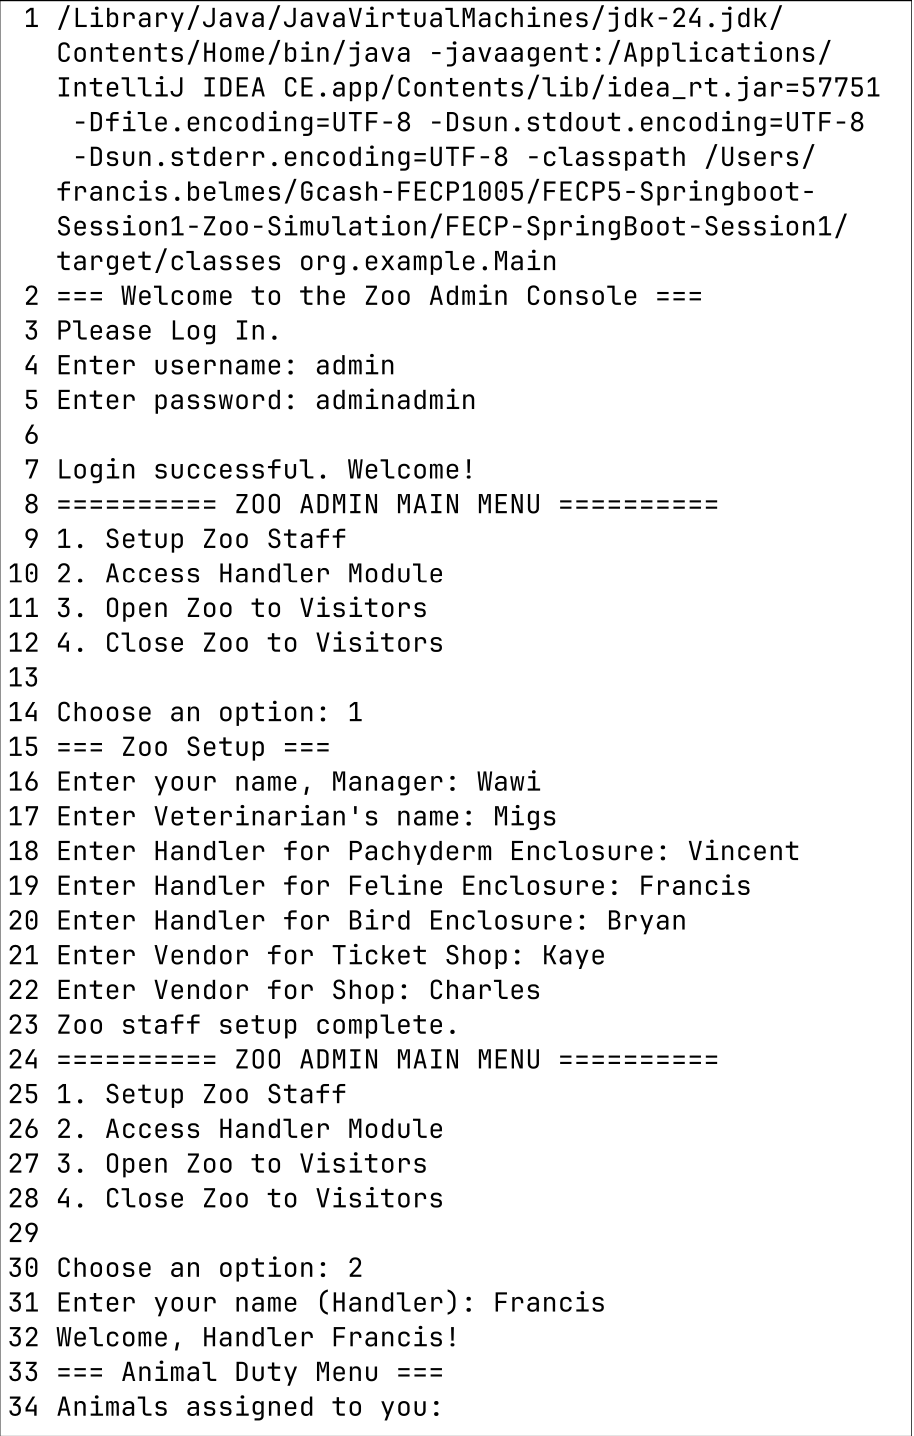 1 /Library/Java/JavaVirtualMachines/jdk-24.jdk/
Contents/Home/bin/java -javaagent:/Applications/
IntelliJ IDEA CE.app/Contents/lib/idea_rt.jar=57751
-Dfile.encoding=UTF-8 -Dsun.stdout.encoding=UTF-8
-Dsun.stderr.encoding=UTF-8 -classpath /Users/
francis.belmes/Gcash-FECP1005/FECP5-Springboot-
Session1-Zoo-Simulation/FECP-SpringBoot-Session1/
target/classes org.example.Main
2 === Welcome to the Zoo Admin Console ===
3 Please Log In.
4 Enter username: admin
5 Enter password: adminadmin
6
7 Login successful. Welcome!
8 ========== ZOO ADMIN MAIN MENU ==========
9 1. Setup Zoo Staff
10 2. Access Handler Module
11 3. Open Zoo to Visitors
12 4. Close Zoo to Visitors
13
14 Choose an option: 1
15 === Zoo Setup ===
16 Enter your name, Manager: Wawi
17 Enter Veterinarian's name: Migs
18 Enter Handler for Pachyderm Enclosure: Vincent
19 Enter Handler for Feline Enclosure: Francis
20 Enter Handler for Bird Enclosure: Bryan
21 Enter Vendor for Ticket Shop: Kaye
22 Enter Vendor for Shop: Charles
23 Zoo staff setup complete.
24 ========== ZOO ADMIN MAIN MENU ==========
25 1. Setup Zoo Staff
26 2. Access Handler Module
27 3. Open Zoo to Visitors
28 4. Close Zoo to Visitors
29
30 Choose an option: 2
31 Enter your name (Handler): Francis
32 Welcome, Handler Francis!
33 === Animal Duty Menu ===
34 Animals assigned to you: